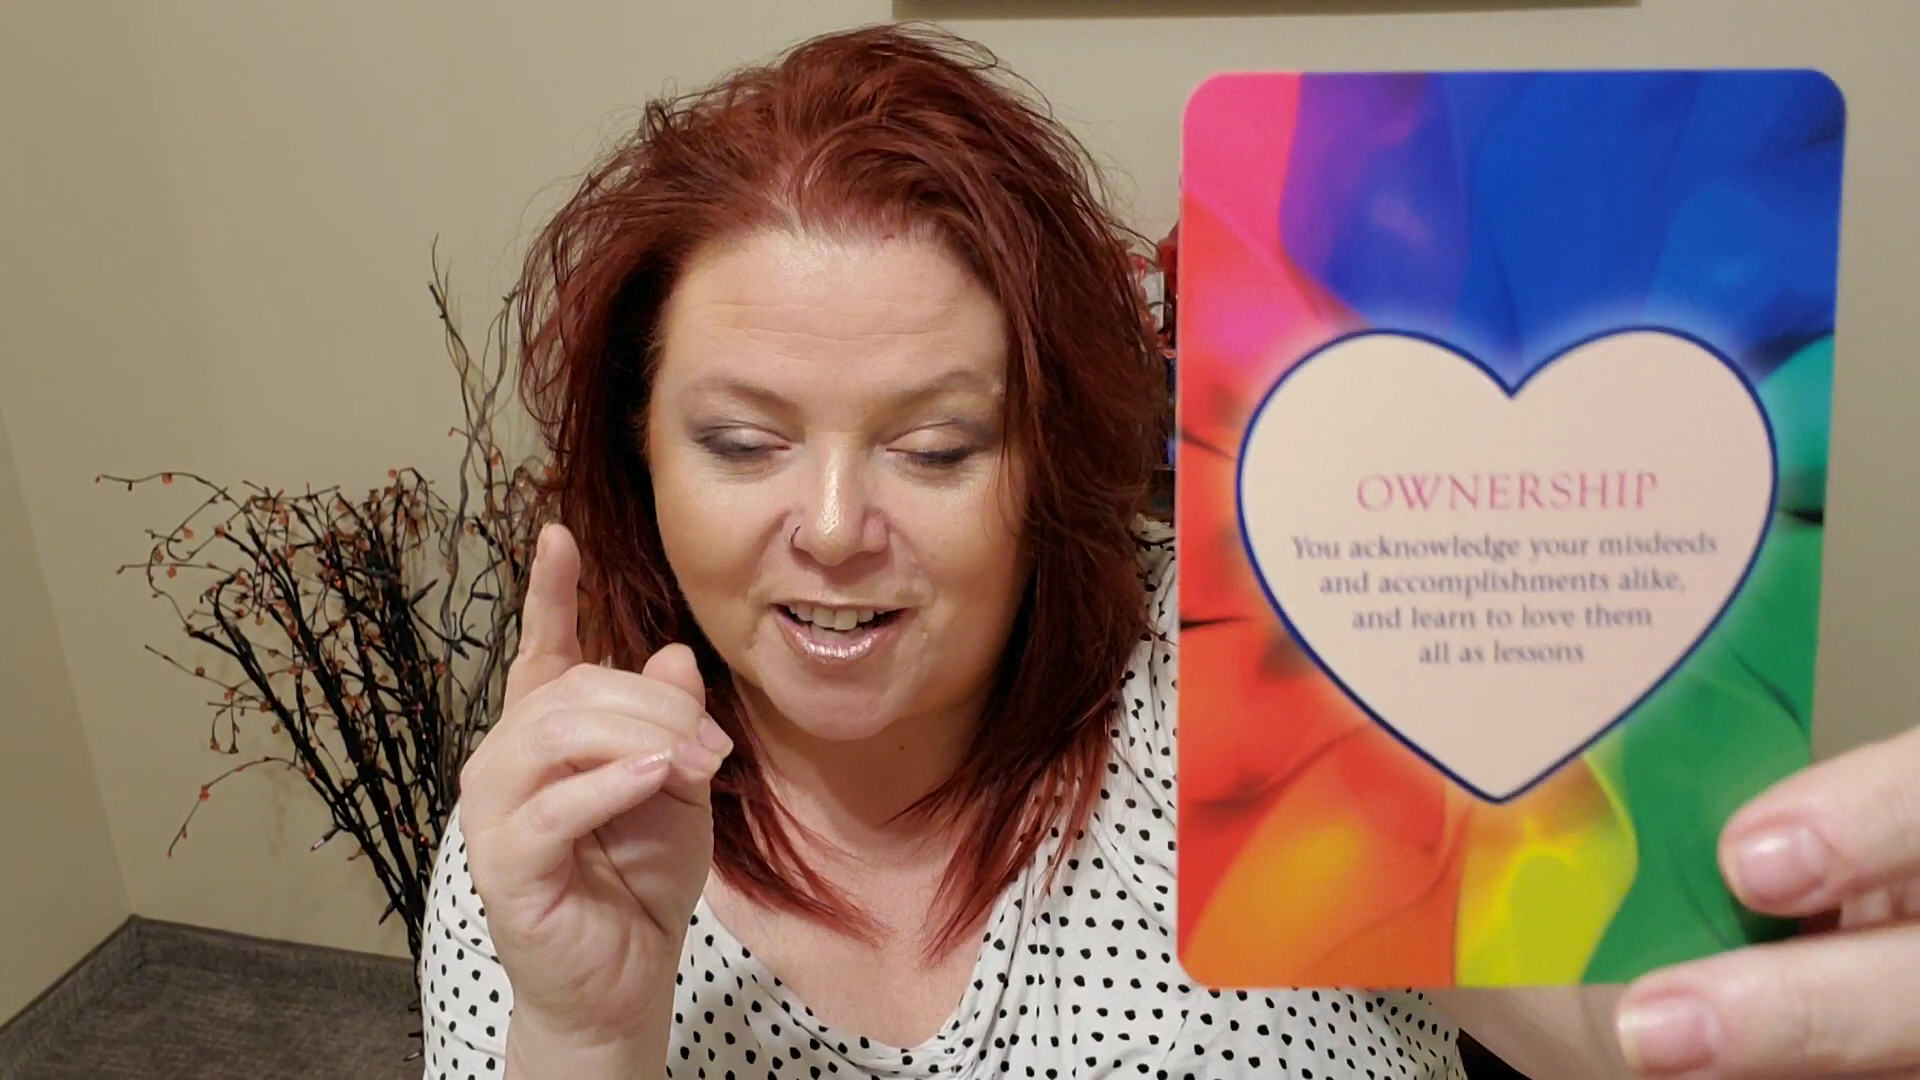 OWNERSHIP
You acknowledge your misdeeds
and accomplishments alike,
and learn to love them
all as lessons